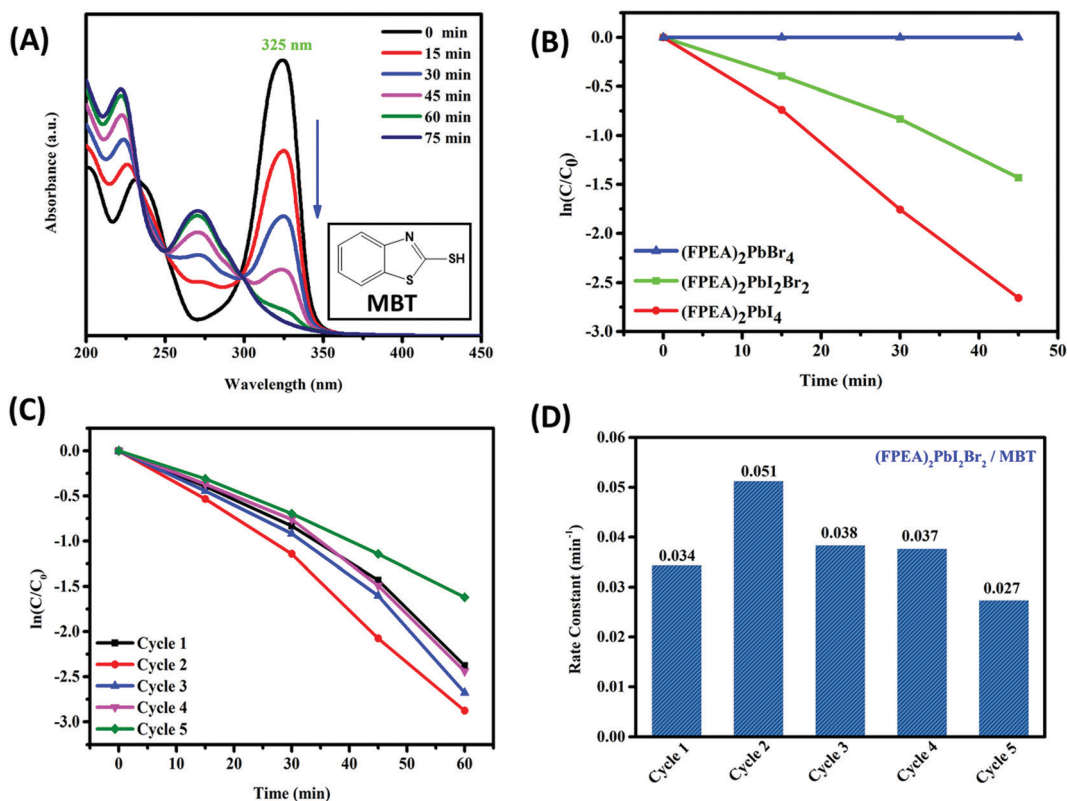 (A)
325 nm
0 min
15 min
30 min
45 min
60 min
75 min
N
SH
S
MBT
Absorbance (a.u.)
200 250 300 350 400 450
Wavelength (nm)
(B)
0.0
-0.5
-1.0
-1.5
-2.0
-2.5
-3.0
ln(C/C₀)
(FPEA)₂PbBr₄
(FPEA)₂PbI₂Br₂
(FPEA)₂PbI₄
0 10 20 30 40 50
Time (min)
(C)
0.0
-0.5
-1.0
-1.5
-2.0
-2.5
-3.0
ln(C/C₀)
Cycle 1
Cycle 2
Cycle 3
Cycle 4
Cycle 5
0 10 20 30 40 50 60
Time (min)
(D)
0.06
0.05
0.04
0.03
0.02
0.01
0.00
Rate Constant (min⁻¹)
(FPEA)₂PbI₂Br₂ / MBT
0.034
0.051
0.038
0.037
0.027
Cycle 1
Cycle 2
Cycle 3
Cycle 4
Cycle 5